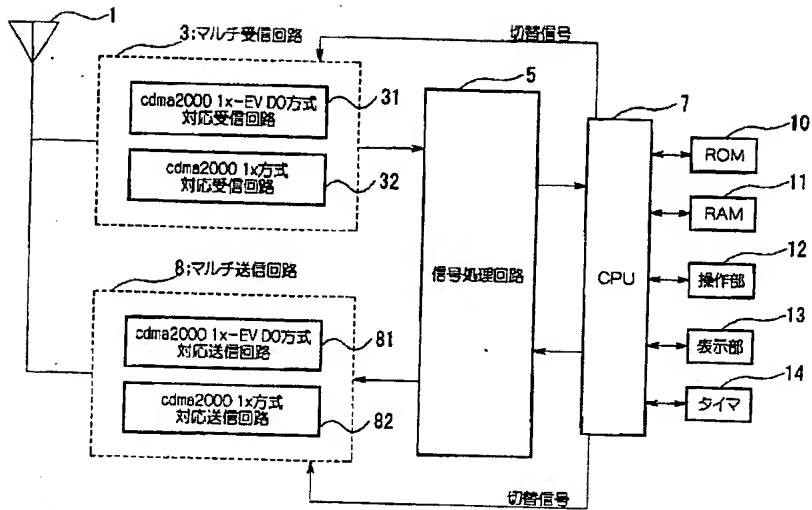 1
3;マルチ受信回路
切替信号
cdma2000 1x-EV DO方式
対応受信回路
31
cdma2000 1x方式
対応受信回路
32
5
信号処理回路
7
CPU
10
ROM
11
RAM
12
操作部
13
表示部
14
タイマ
8;マルチ送信回路
cdma2000 1x-EV DO方式
対応送信回路
81
cdma2000 1x方式
対応送信回路
82
切替信号